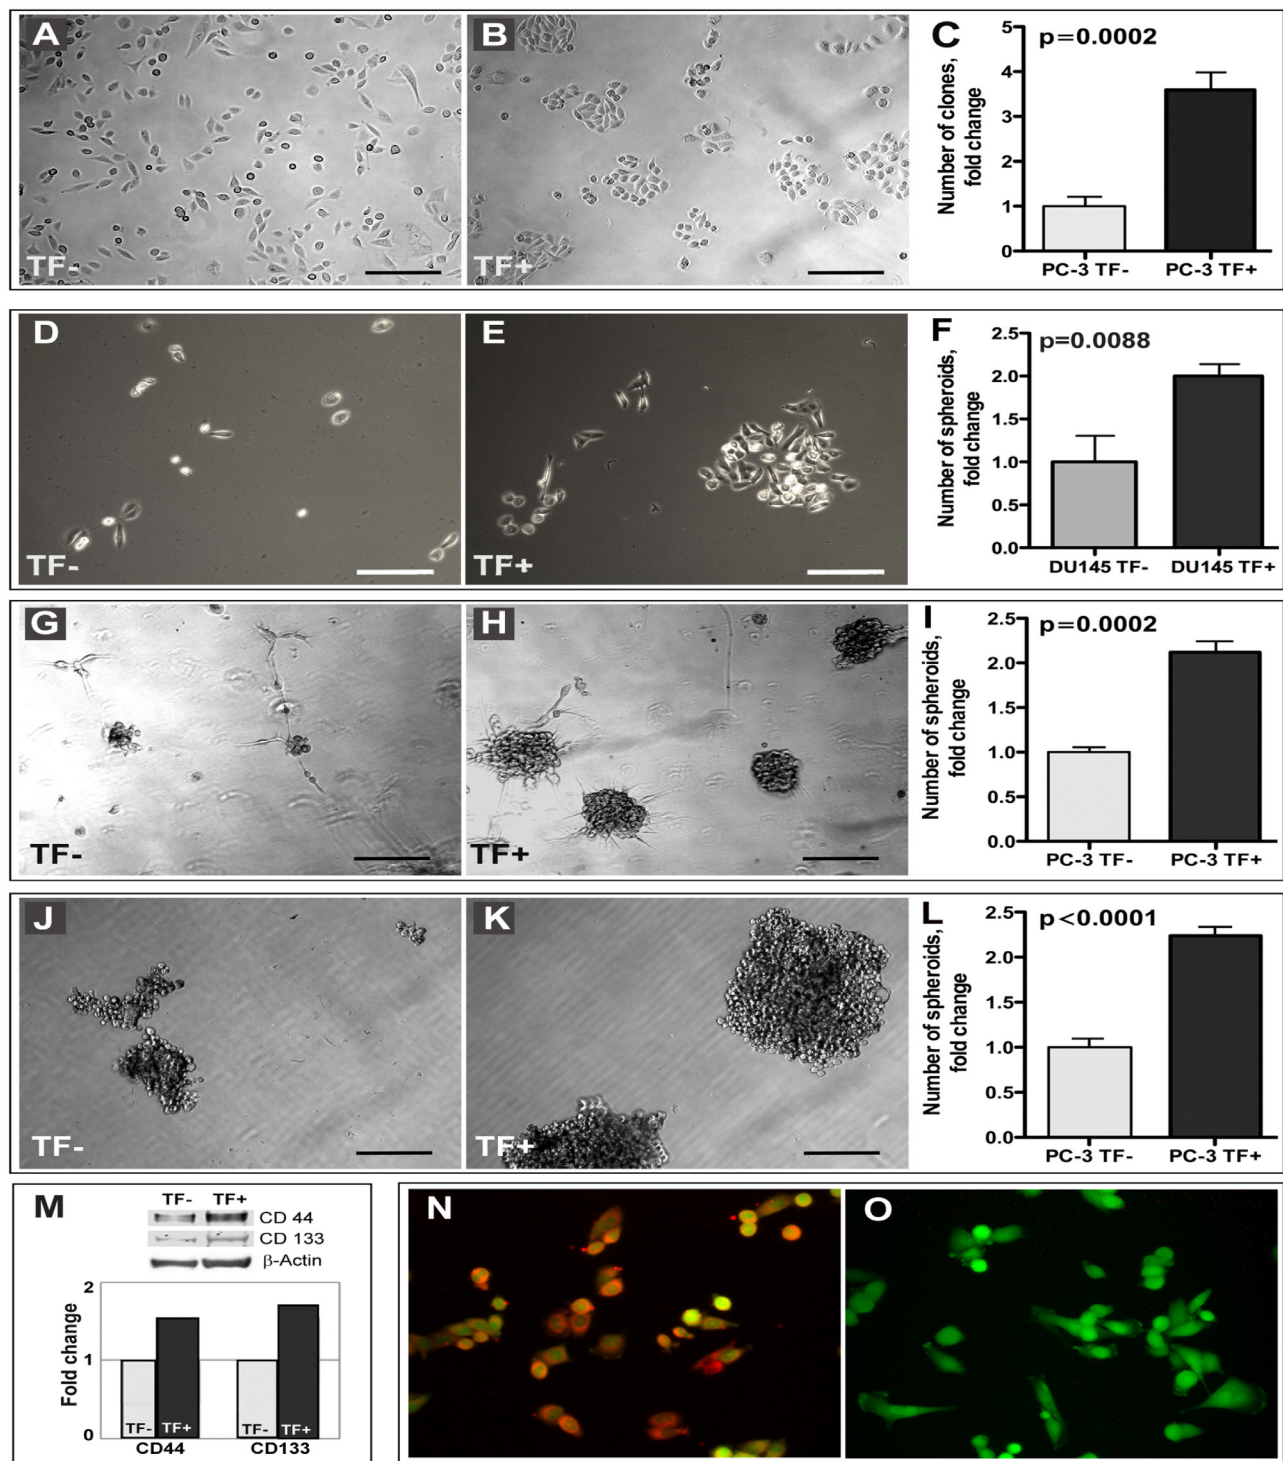 A
TF-
B
TF+
C
p=0.0002
Number of clones,
fold change
5
4
3
2
1
0
PC-3 TF-
PC-3 TF+
D
TF-
E
TF+
F
p=0.0088
Number of spheroids,
fold change
2.5
2.0
1.5
1.0
0.5
0.0
DU145 TF-
DU145 TF+
G
TF-
H
TF+
I
p=0.0002
Number of spheroids,
fold change
2.5
2.0
1.5
1.0
0.5
0.0
PC-3 TF-
PC-3 TF+
J
TF-
K
TF+
L
p<0.0001
Number of spheroids,
fold change
2.5
2.0
1.5
1.0
0.5
0.0
PC-3 TF-
PC-3 TF+
M
TF- TF+
CD 44
CD 133
β-Actin
Fold change
2
1
0
TF- TF+ TF- TF+
CD44 CD133
N
O